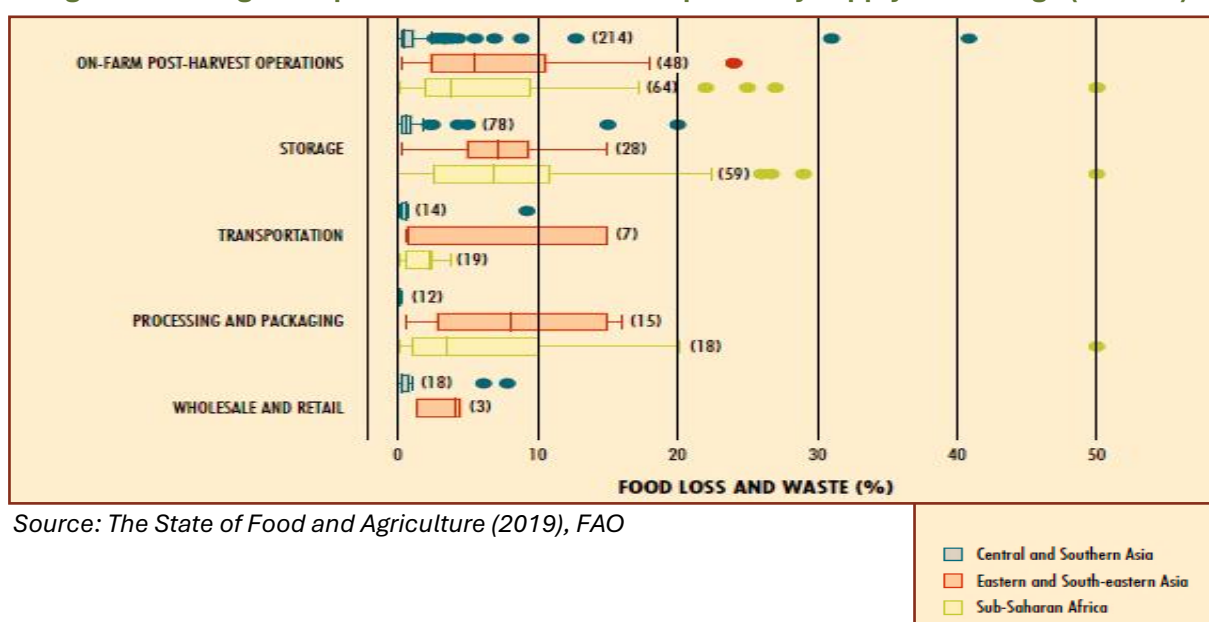 (214)
ON-FARM POST-HARVEST OPERATIONS
(48)
(64)
(78)
STORAGE
(28)
(59)
(14)
TRANSPORTATION
(7)
(19)
(12)
PROCESSING AND PACKAGING
(15)
(18)
(18)
WHOLESALE AND RETAIL
(3)
0 10 20 30 40 50
FOOD LOSS AND WASTE (%)
Source: The State of Food and Agriculture (2019), FAO
Central and Southern Asia
Eastern and South-eastern Asia
Sub-Saharan Africa